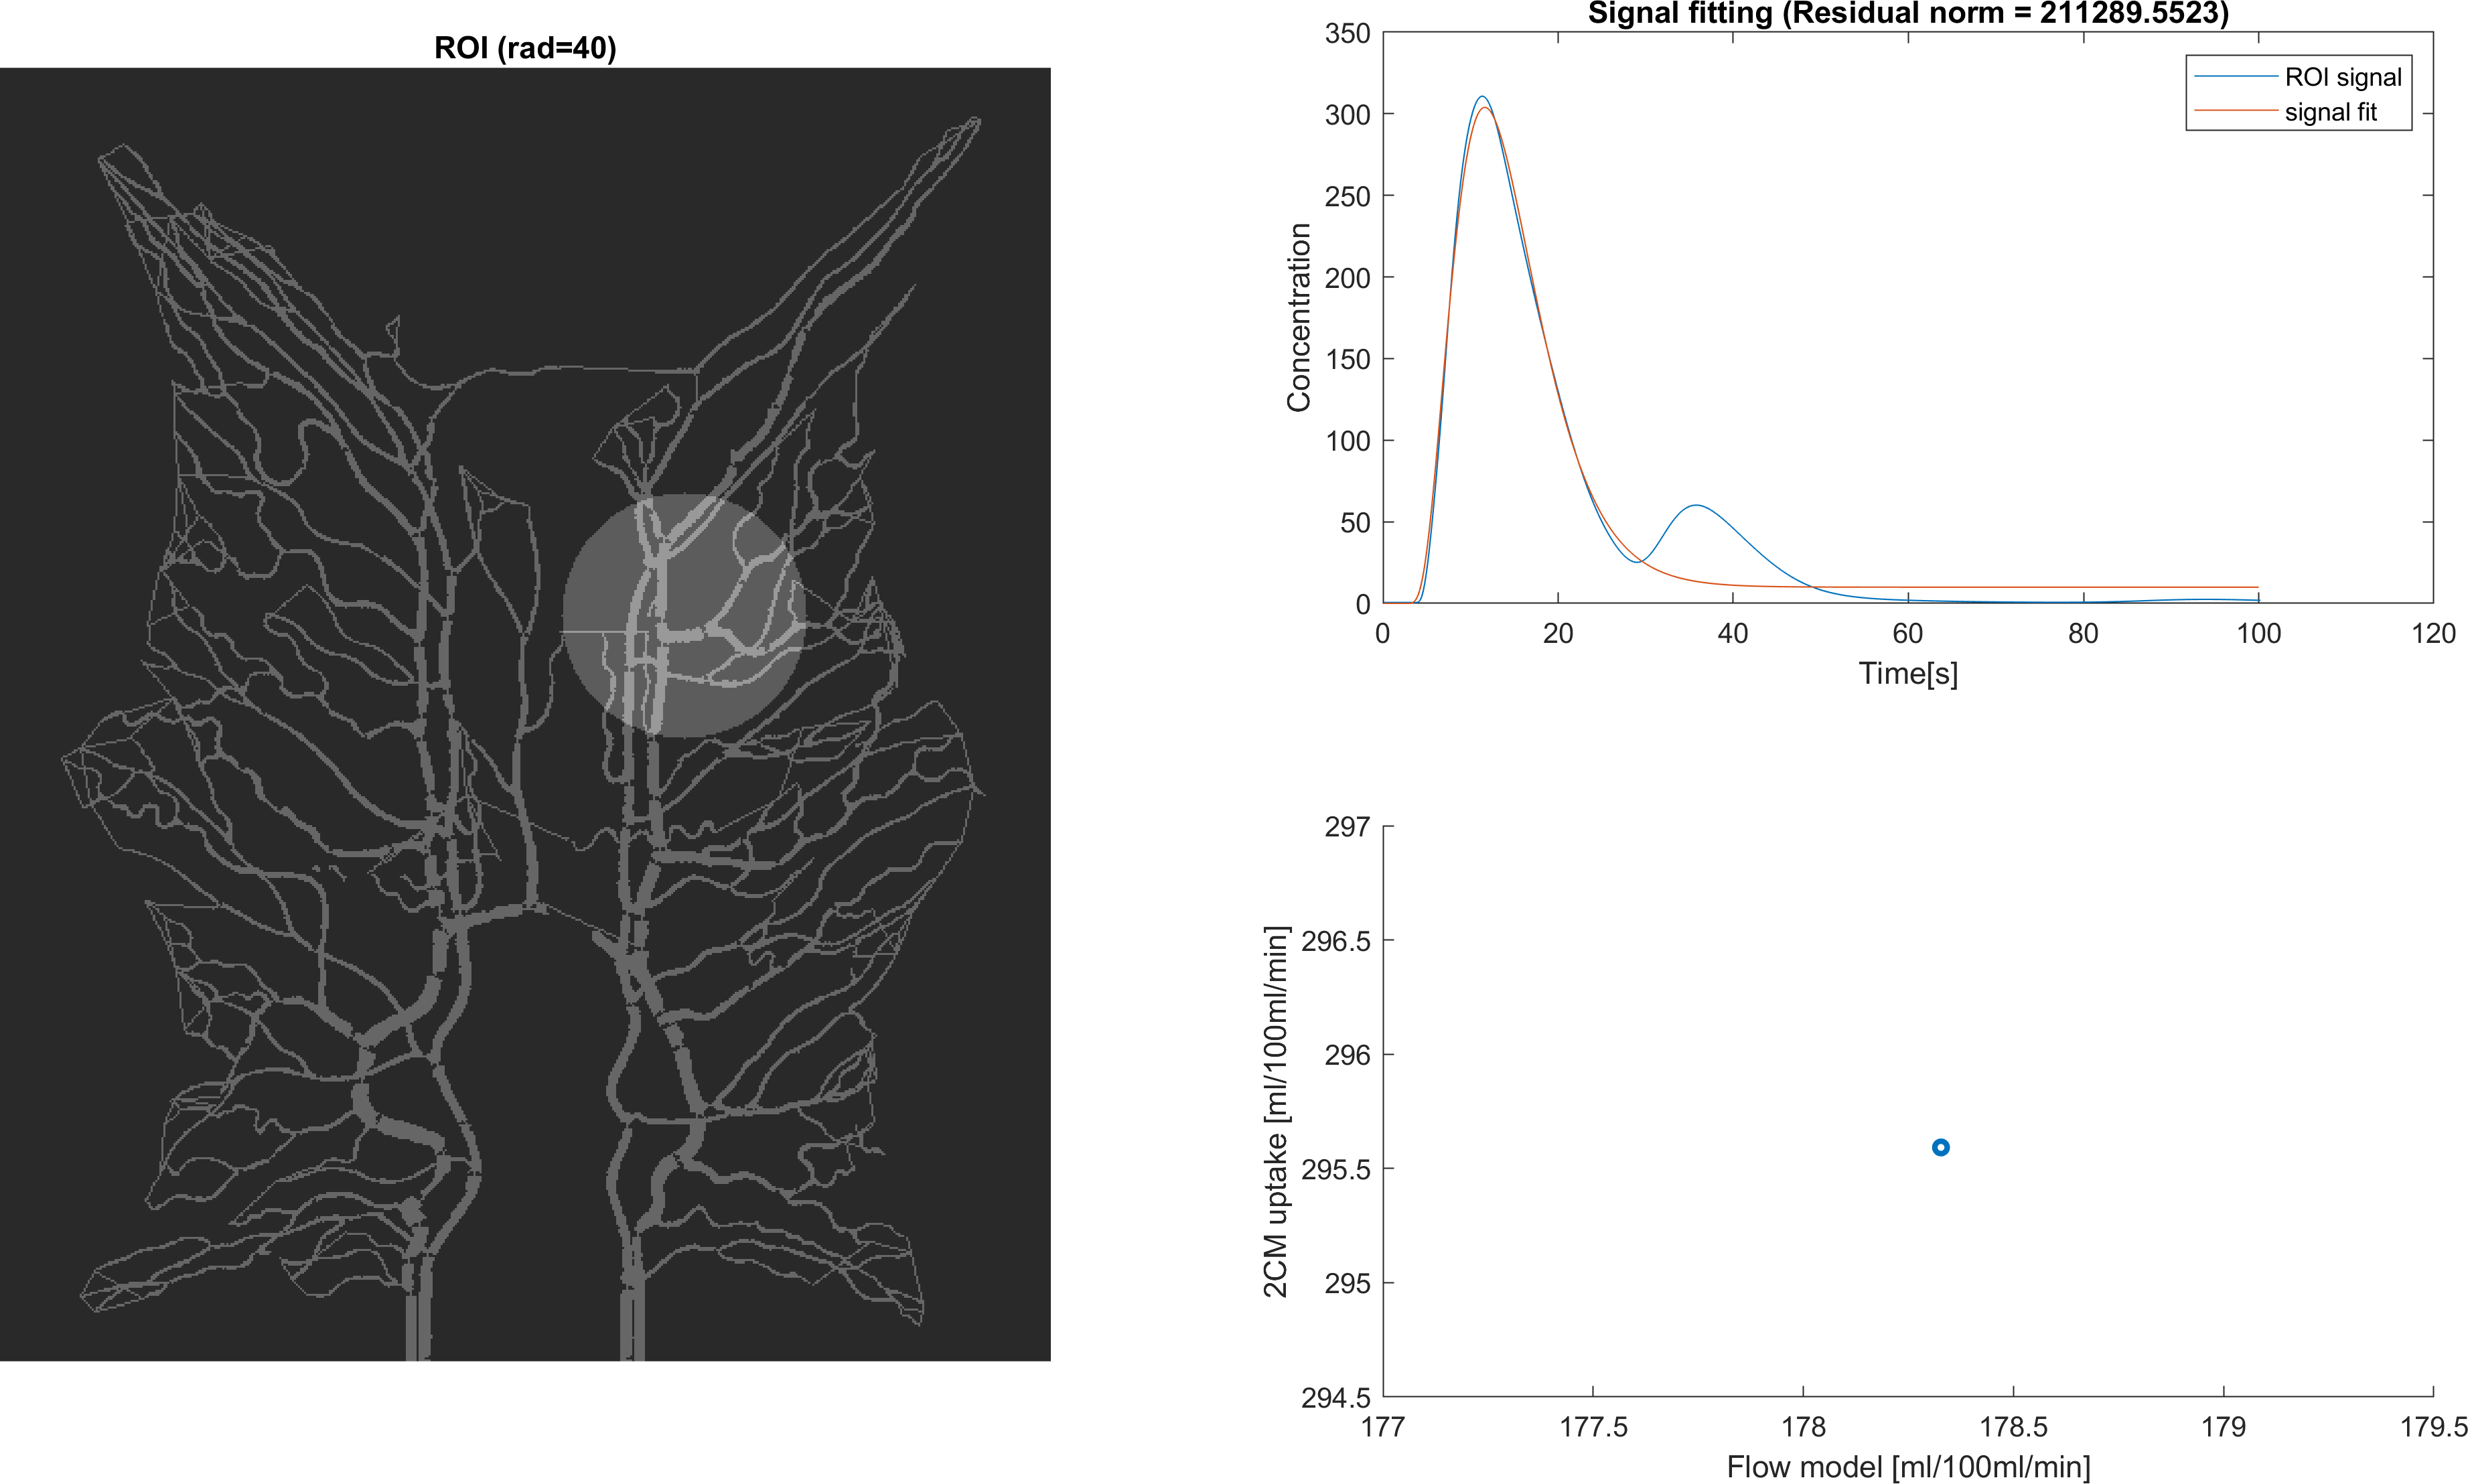 ROI (rad=40)
Signal fitting (Residual norm = 211289.5523)
350
300
250
200
150
100
50
0
Concentration
ROI signal
signal fit
0 20 40 60 80 100 120
Time[s]
297
296.5
296
295.5
295
294.5
2CM uptake [ml/100ml/min]
177 177.5 178 178.5 179 179.5
Flow model [ml/100ml/min]